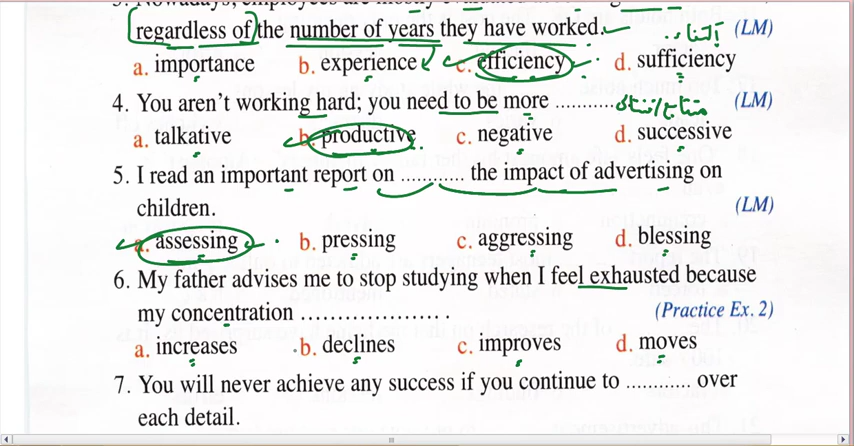 regardless of the number of years they have worked. (LM)
a. importance b. experience c. efficiency d. sufficiency
4. You aren't working hard; you need to be more ............ (LM)
a. talkative b. productive c. negative d. successive
5. I read an important report on ............ the impact of advertising on
children. (LM)
a. assessing b. pressing c. aggressing d. blessing
6. My father advises me to stop studying when I feel exhausted because
my concentration .................... . (Practice Ex. 2)
a. increases b. declines c. improves d. moves
7. You will never achieve any success if you continue to ............ over
each detail.